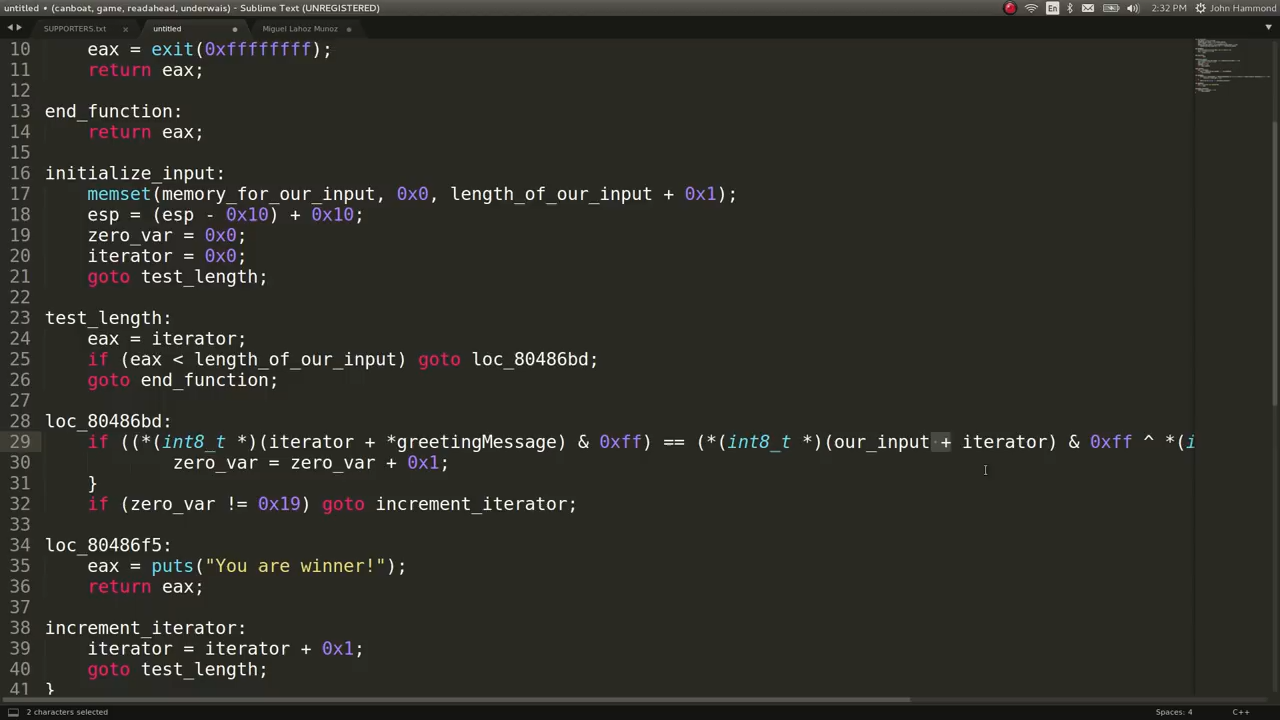 untitled • (canboat, game, readahead, underwais) - Sublime Text (UNREGISTERED)
En
2:32 PM
John Hammond
SUPPORTERS.txt
untitled
Miguel Lahoz Munoz
10 eax = exit(0xffffffff);
11 return eax;
12
13 end_function:
14 return eax;
15
16 initialize_input:
17 memset(memory_for_our_input, 0x0, length_of_our_input + 0x1);
18 esp = (esp - 0x10) + 0x10;
19 zero_var = 0x0;
20 iterator = 0x0;
21 goto test_length;
22
23 test_length:
24 eax = iterator;
25 if (eax < length_of_our_input) goto loc_80486bd;
26 goto end_function;
27
28 loc_80486bd:
29 if ((*(int8_t *)(iterator + *greetingMessage) & 0xff) == (*(int8_t *)(our_input + iterator) & 0xff ^ *(i
30 zero_var = zero_var + 0x1;
31 }
32 if (zero_var != 0x19) goto increment_iterator;
33
34 loc_80486f5:
35 eax = puts("You are winner!");
36 return eax;
37
38 increment_iterator:
39 iterator = iterator + 0x1;
40 goto test_length;
41 }
2 characters selected
Spaces: 4
C++